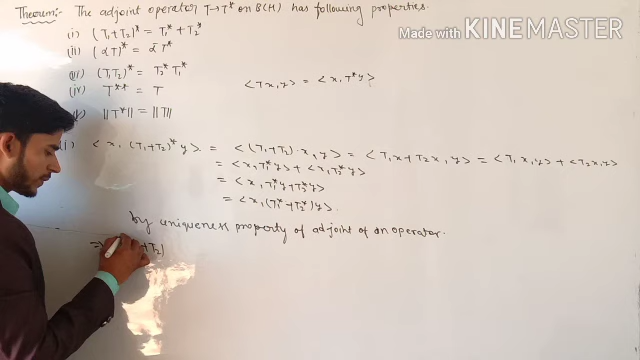 Made with
KINEMASTER
Theorem:- The adjoint operator T→T* on B(H) has following properties.
(i) (T₁+T₂)* = T₁* + T₂*
(ii) (αT)* = ᾱ T*
(iii) (T₁T₂)* = T₂* T₁*
(iv) T** = T
<Tx,y> = <x,T*y>
(v) ||T*|| = ||T||
(i) <x, (T₁+T₂)* y> = <(T₁+T₂)·x, y> = <T₁x+T₂x, y> = <T₁x,y> + <T₂x,y>
= <x,T₁*y> + <x,T₂*y>
= <x, T₁*y+T₂*y>
= <x,(T₁*+T₂*)y>.
by uniqueness property of adjoint of an operator.
+T₂)